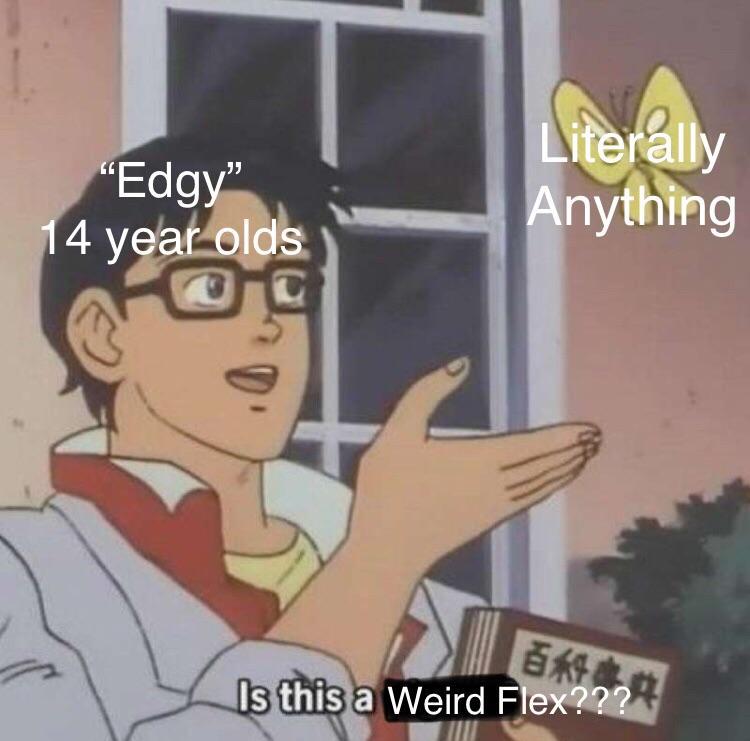 “Edgy”
14 year olds
Literally
Anything
百科事典
Is this a Weird Flex???